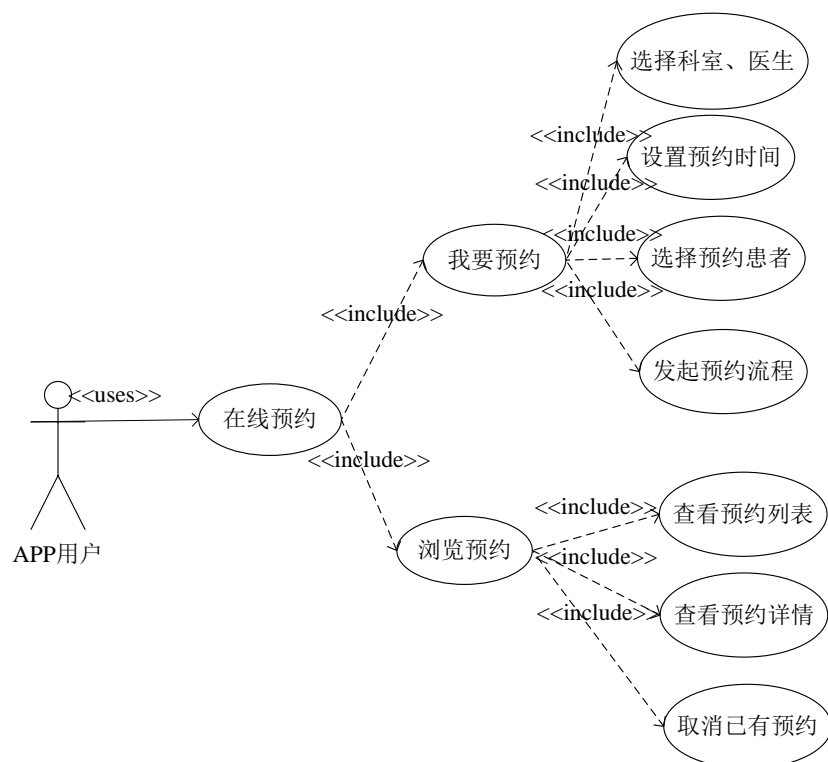 选择科室、医生
<<include>>
设置预约时间
<<include>>
<<include>>
我要预约
选择预约患者
<<include>>
<<include>>
发起预约流程
<<uses>>
在线预约
<<include>>
APP用户
<<include>>
查看预约列表
浏览预约
<<include>>
<<include>>
查看预约详情
取消已有预约